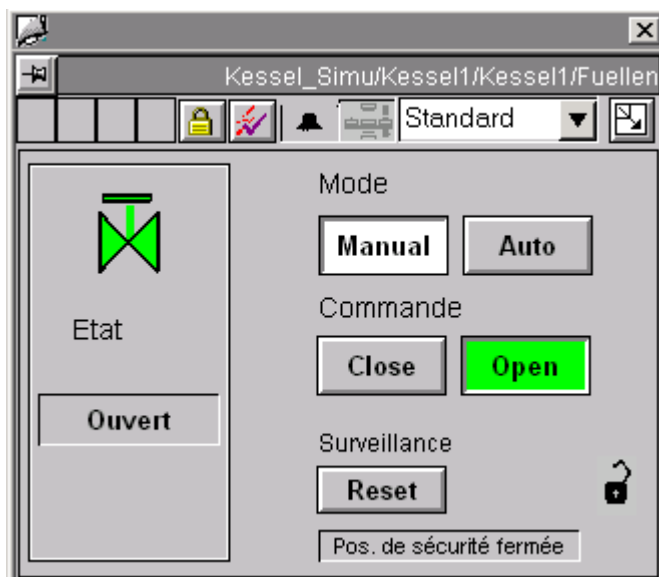 Kessel_Simu/Kessel1/Kessel1/Fuellen
Standard
Mode
Manual Auto
Commande
Etat
Close Open
Ouvert
Surveillance
Reset
Pos. de sécurité fermée